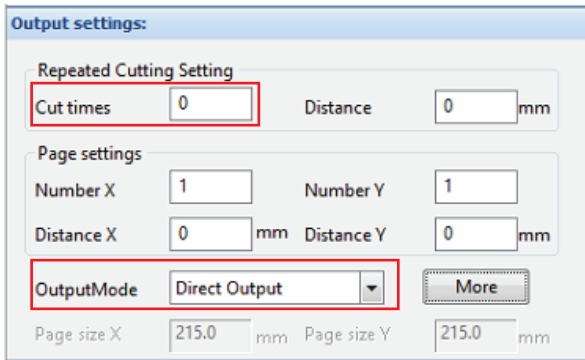 Output settings:
Repeated Cutting Setting
Cut times 0 Distance 0 mm
Page settings
Number X 1 Number Y 1
Distance X 0 mm Distance Y 0 mm
OutputMode Direct Output More
Page size X 215.0 mm Page size Y 215.0 mm